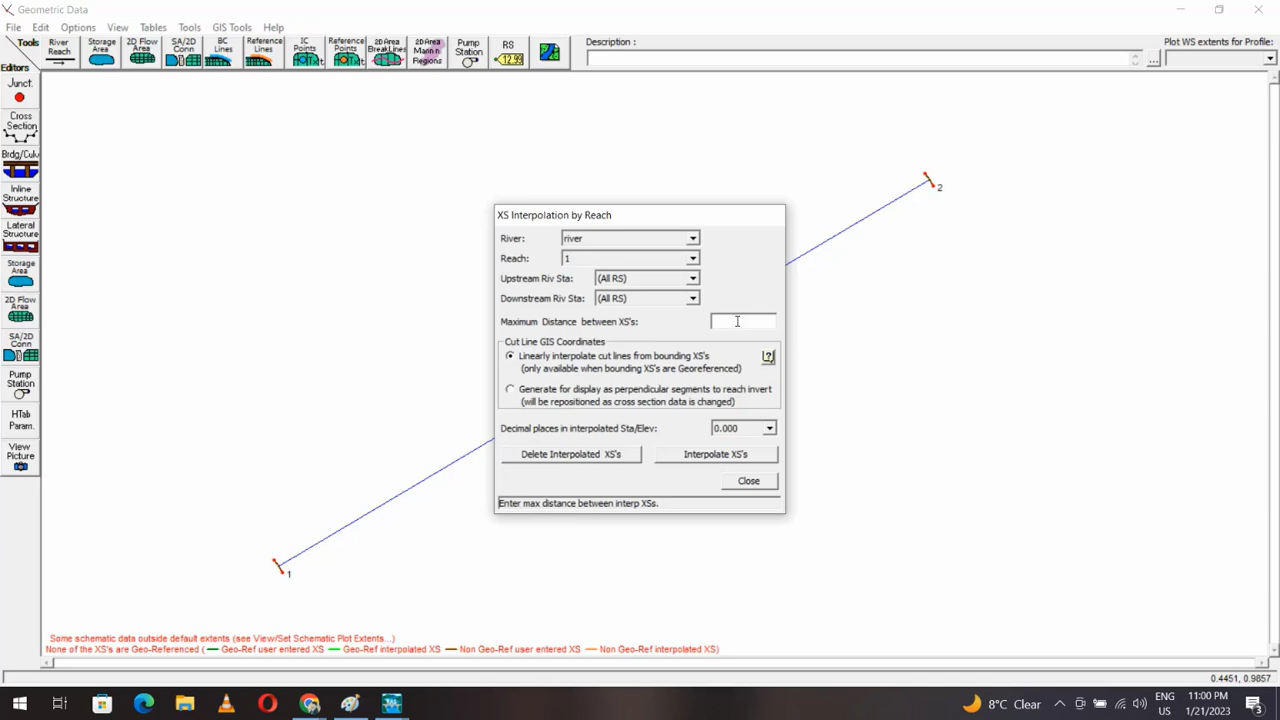 Geometric Data
File Edit Options View Tables Tools GIS Tools Help
Tools
Editors
River
Reach
Storage
Area
2D Flow
Area
SA/2D
Conn
BC
Lines
Reference
Lines
IC
Points
Reference
Points
2D Area
BreakLines
2D Area
Mann n
Regions
Pump
Station
RS
12.99
Description :
...
Plot WS extents for Profile:
Junct.
Cross
Section
Brdg/Culv
Inline
Structure
Lateral
Structure
Storage
Area
2D Flow
Area
SA/2D
Conn
Pump
Station
HTab
Param.
View
Picture
2
1
XS Interpolation by Reach
River: river
Reach: 1
Upstream Riv Sta: (All RS)
Downstream Riv Sta: (All RS)
Maximum Distance between XS's:
Cut Line GIS Coordinates
Linearly interpolate cut lines from bounding XS's
(only available when bounding XS's are Georeferenced)
Generate for display as perpendicular segments to reach invert
(will be repositioned as cross section data is changed)
Decimal places in interpolated Sta/Elev: 0.000
Delete Interpolated XS's Interpolate XS's
Close
Enter max distance between interp XSs.
Some schematic data outside default extents (see View/Set Schematic Plot Extents...)
None of the XS's are Geo-Referenced ( Geo-Ref user entered XS Geo-Ref interpolated XS Non Geo-Ref user entered XS Non Geo-Ref interpolated XS)
0.4451, 0.9857
8°C Clear
ENG
US
11:00 PM
1/21/2023
3